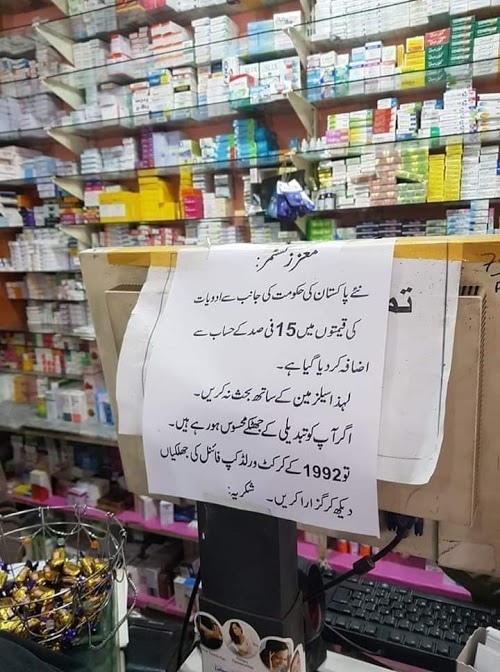 معزز کسٹمر:
نئے پاکستان کی حکومت کی جانب سے ادویات
کی قیمتوں میں 15 فی صد کے حساب سے
اضافہ کر دیا گیا ہے۔
لہذا سیلز مین کے ساتھ بحث نہ کریں۔
اگر آپ کو تبدیلی کے جھٹکے محسوس ہو رہے ہیں۔
تو 1992 کے کرکٹ ورلڈ کپ فائنل کی جھلکیاں
دیکھ کر گزارا کریں۔ شکریہ: